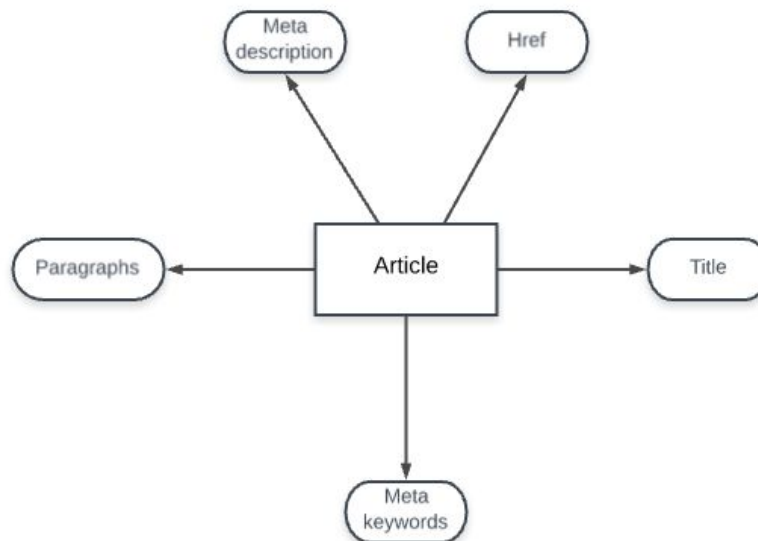 Meta
description
Href
Paragraphs
Article
Title
Meta
keywords